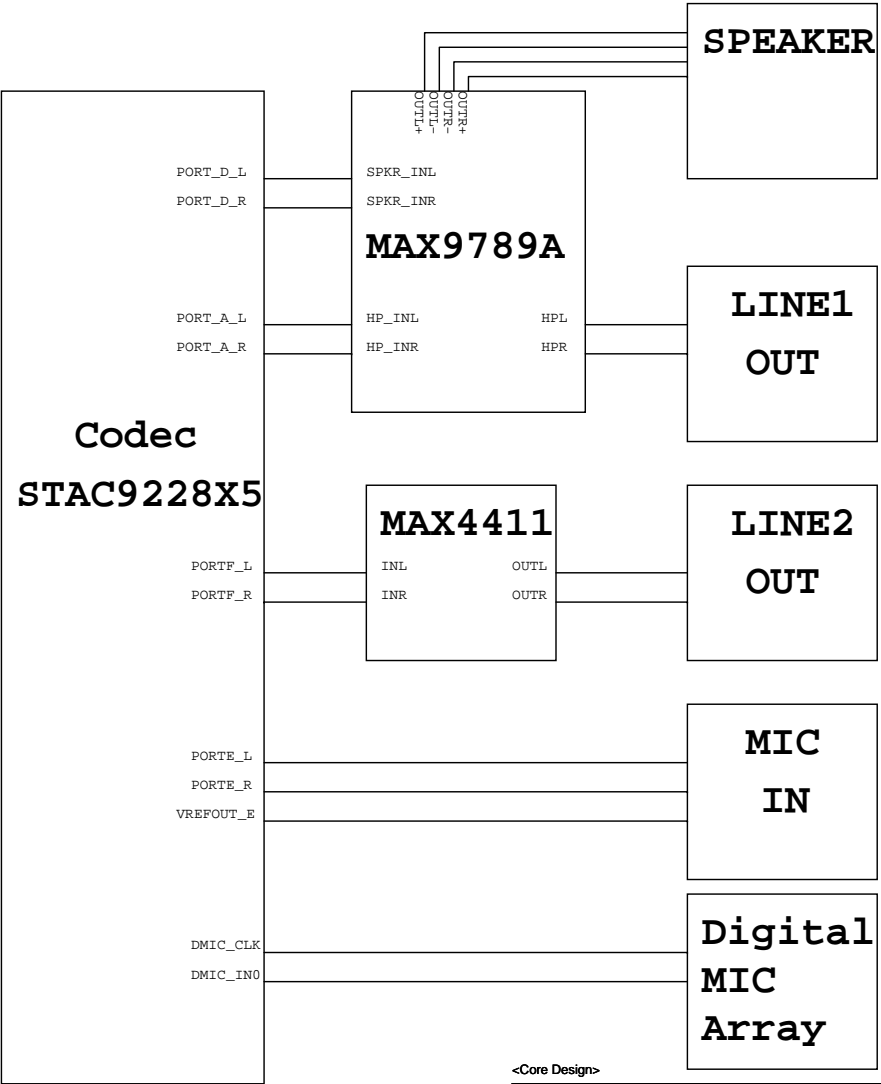 SPEAKER
OUTL+
OUTL-
OUTR-
OUTR+
PORT_D_L
SPKR_INL
PORT_D_R
SPKR_INR
MAX9789A
LINE1
OUT
PORT_A_L
HP_INL
HPL
PORT_A_R
HP_INR
HPR
Codec
STAC9228X5
MAX4411
LINE2
OUT
PORTF_L
INL
OUTL
PORTF_R
INR
OUTR
MIC
IN
PORTE_L
PORTE_R
VREFOUT_E
Digital
MIC
Array
DMIC_CLK
DMIC_IN0
<Core Design>